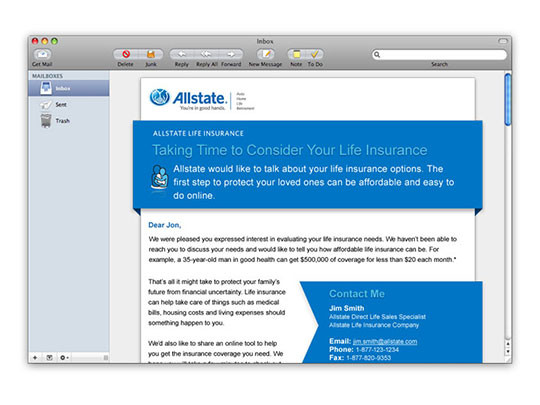 Inbox
Get Mail
Delete Junk Reply Reply All Forward New Message Note To Do Search
MAILBOXES
Inbox
Sent
Trash
Allstate.
You're in good hands.
Auto
Home
Life
Retirement
ALLSTATE LIFE INSURANCE
Taking Time to Consider Your Life Insurance
Allstate would like to talk about your life insurance options. The
first step to protect your loved ones can be affordable and easy to
do online.
Dear Jon,
We were pleased you expressed interest in evaluating your life insurance needs. We haven't been able to
reach you to discuss your needs and would like to tell you how affordable life insurance can be. For
example, a 35-year-old man in good health can get $500,000 of coverage for less than $20 each month.*
That's all it might take to protect your family's
future from financial uncertainty. Life insurance
can help take care of things such as medical
bills, housing costs and living expenses should
something happen to you.
We'd also like to share an online tool to help
you get the insurance coverage you need. We
Contact Me
Jim Smith
Allstate Direct Life Sales Specialist
Allstate Life Insurance Company
Email: jim.smith@allstate.com
Phone: 1-877-123-1234
Fax: 1-877-820-9353